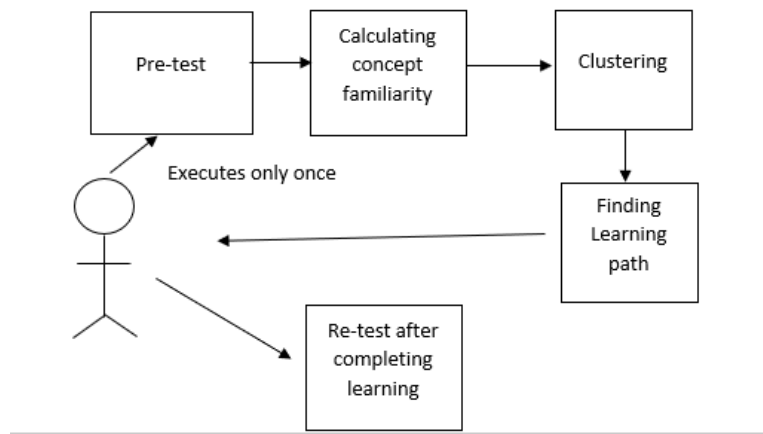 Pre-test
Calculating
concept
familiarity
Clustering
Executes only once
Finding
Learning
path
Re-test after
completing
learning